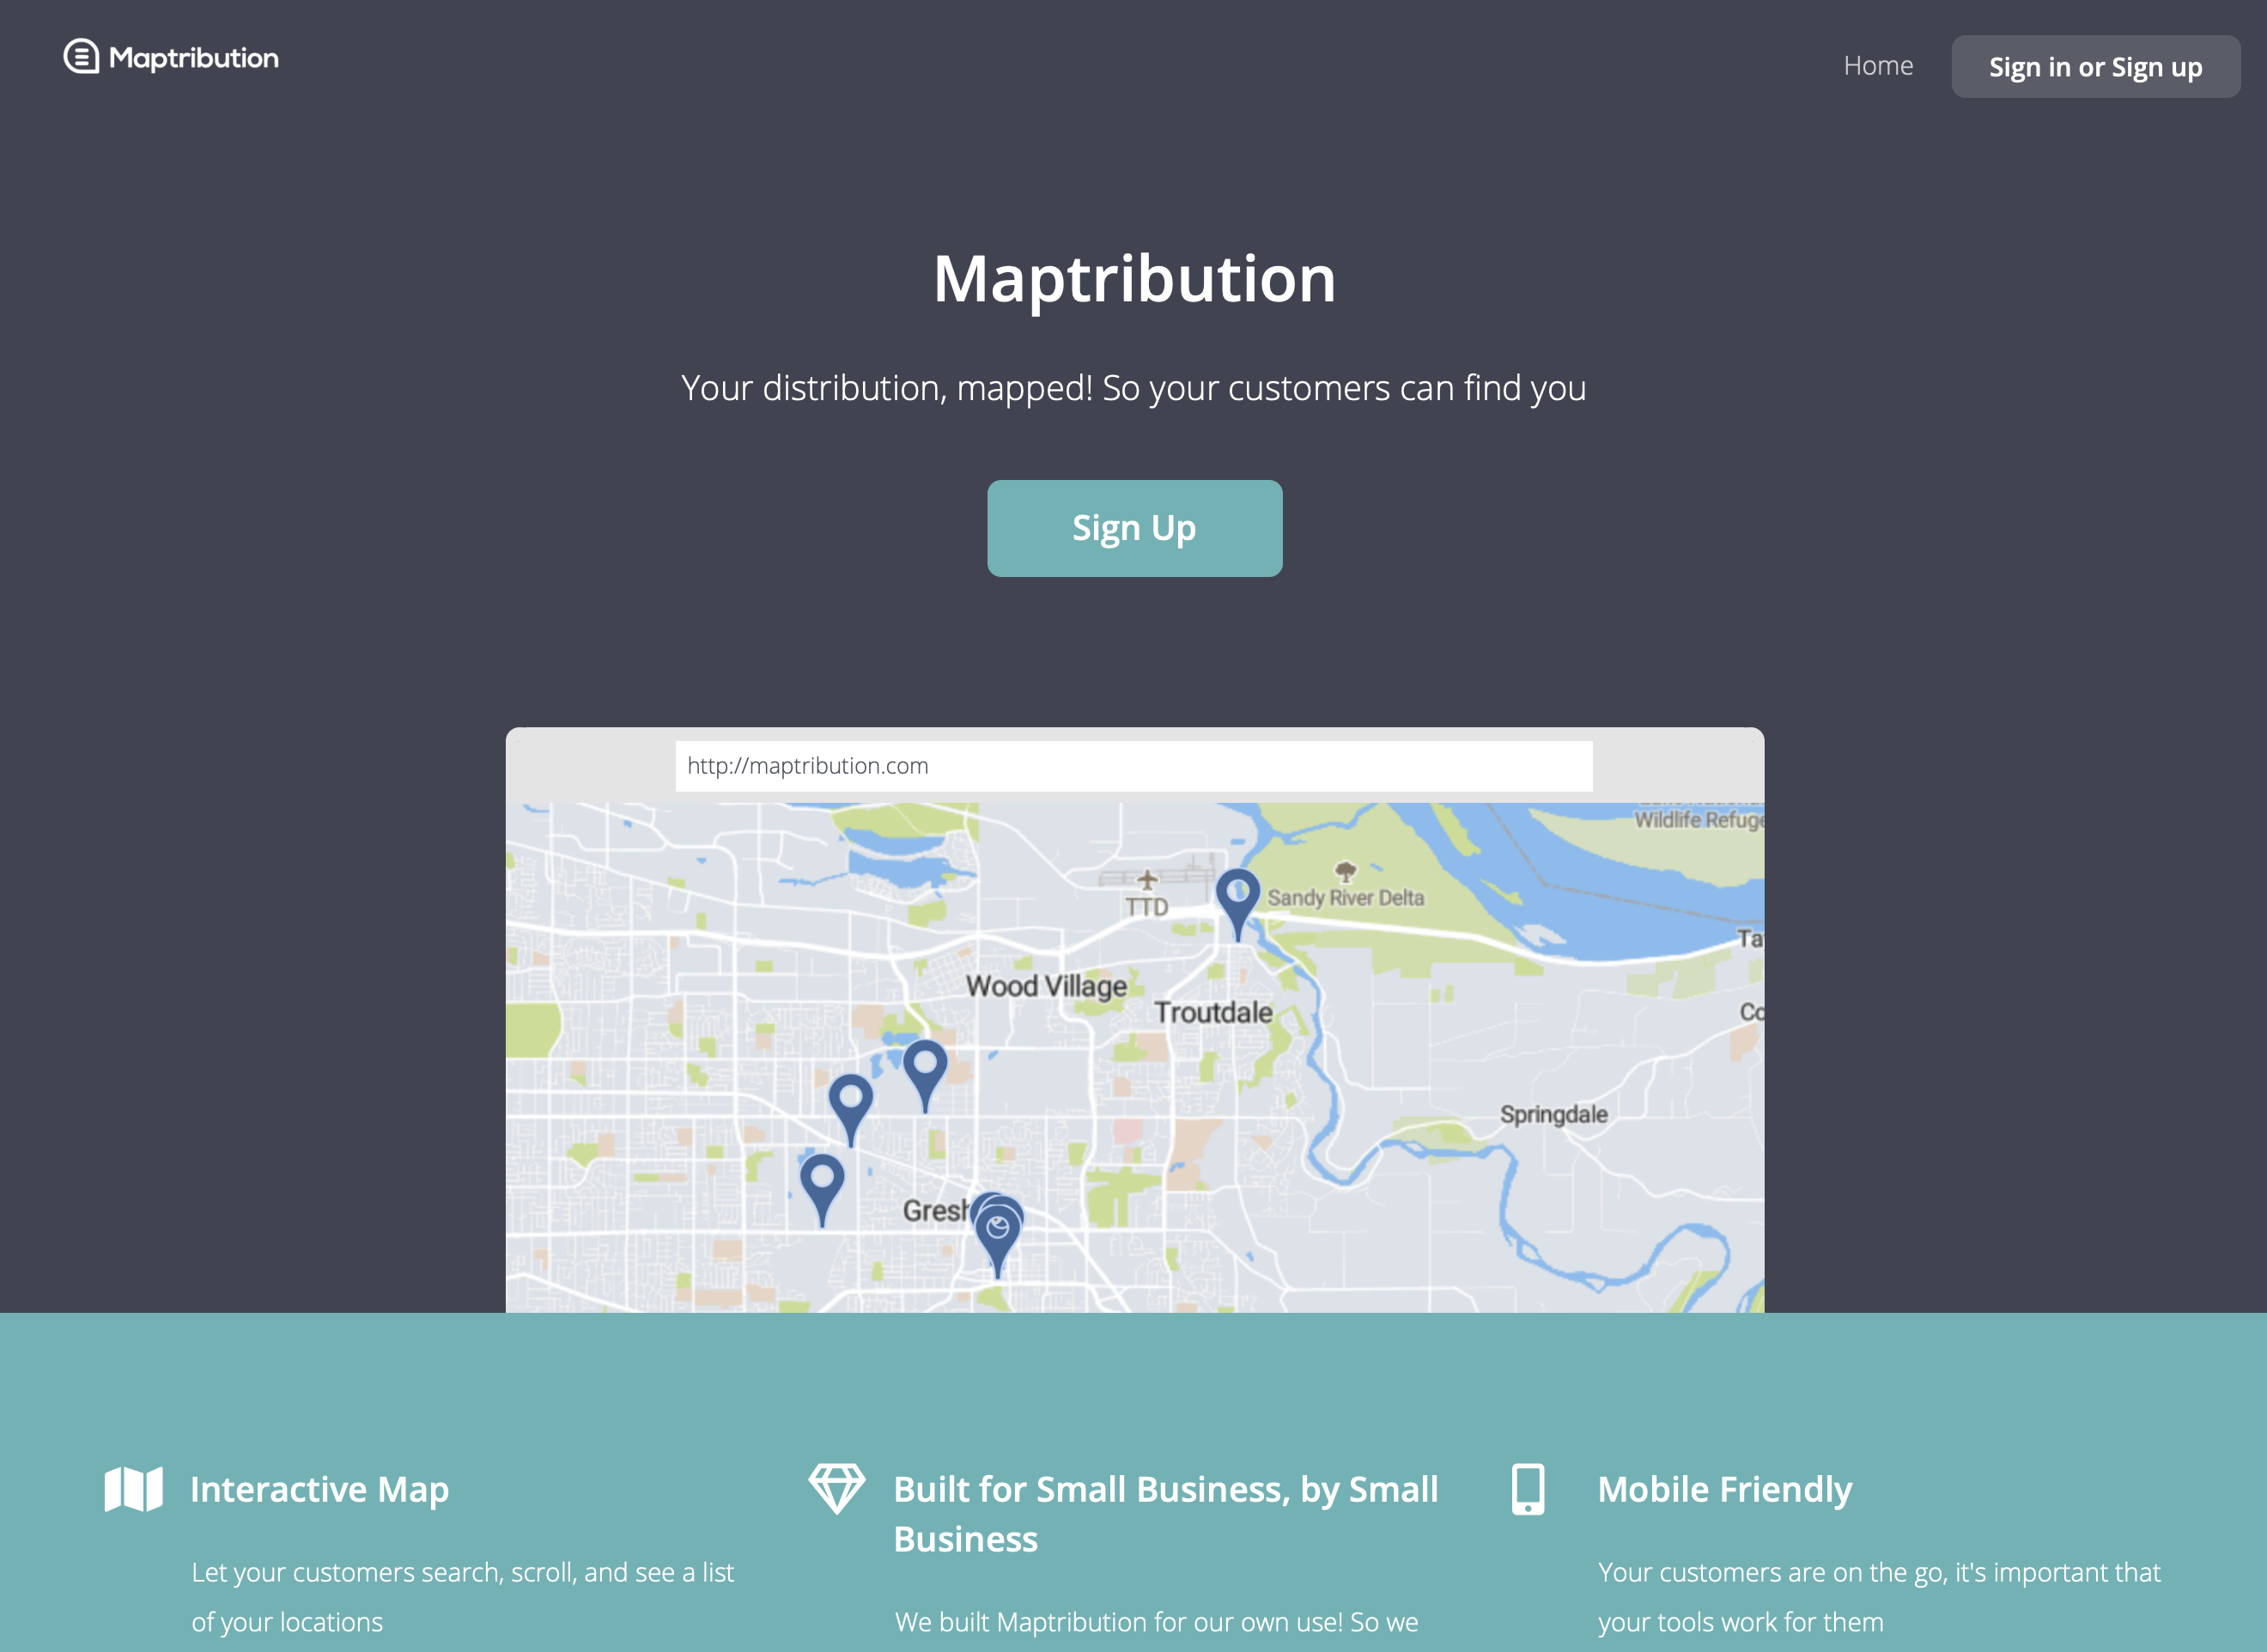 Maptribution
Home
Sign in or Sign up
Maptribution
Your distribution, mapped! So your customers can find you
Sign Up
http://maptribution.com
Wildlife Refuge
TTD
Sandy River Delta
Wood Village
Troutdale
Springdale
Interactive Map
Let your customers search, scroll, and see a list
of your locations
Built for Small Business, by Small
Business
We built Maptribution for our own use! So we
Mobile Friendly
Your customers are on the go, it's important that
your tools work for them